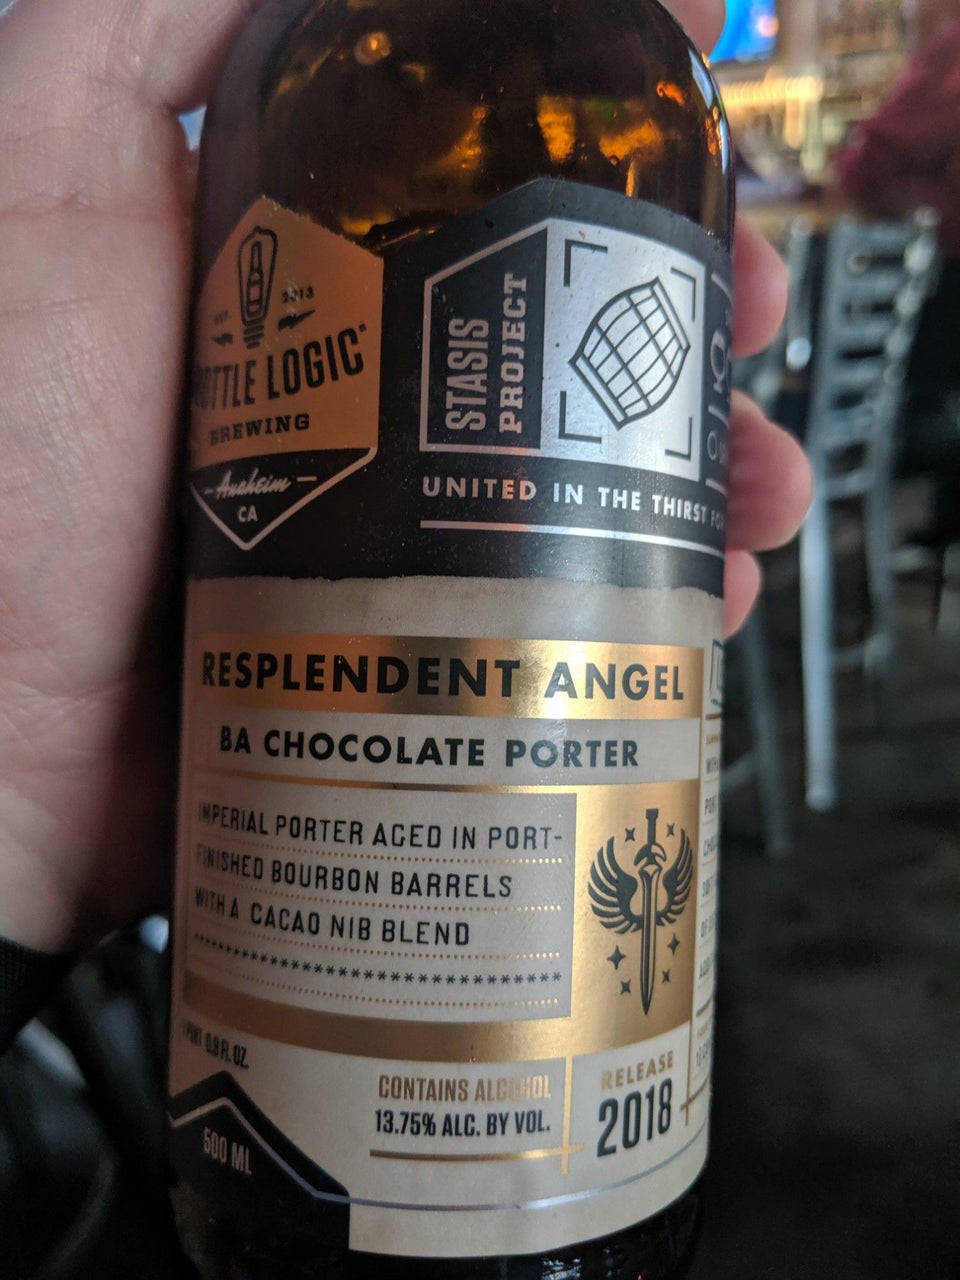 EST. 2013
BOTTLE LOGIC
BREWING
Anaheim
CA
STASIS
PROJECT
UNITED IN THE THIRST FOR
RESPLENDENT ANGEL
BA CHOCOLATE PORTER
IMPERIAL PORTER AGED IN PORT-
FINISHED BOURBON BARRELS
WITH A CACAO NIB BLEND
1 PINT 0.9 FL. OZ.
500 ML
CONTAINS ALCOHOL
13.75% ALC. BY VOL.
RELEASE
2018